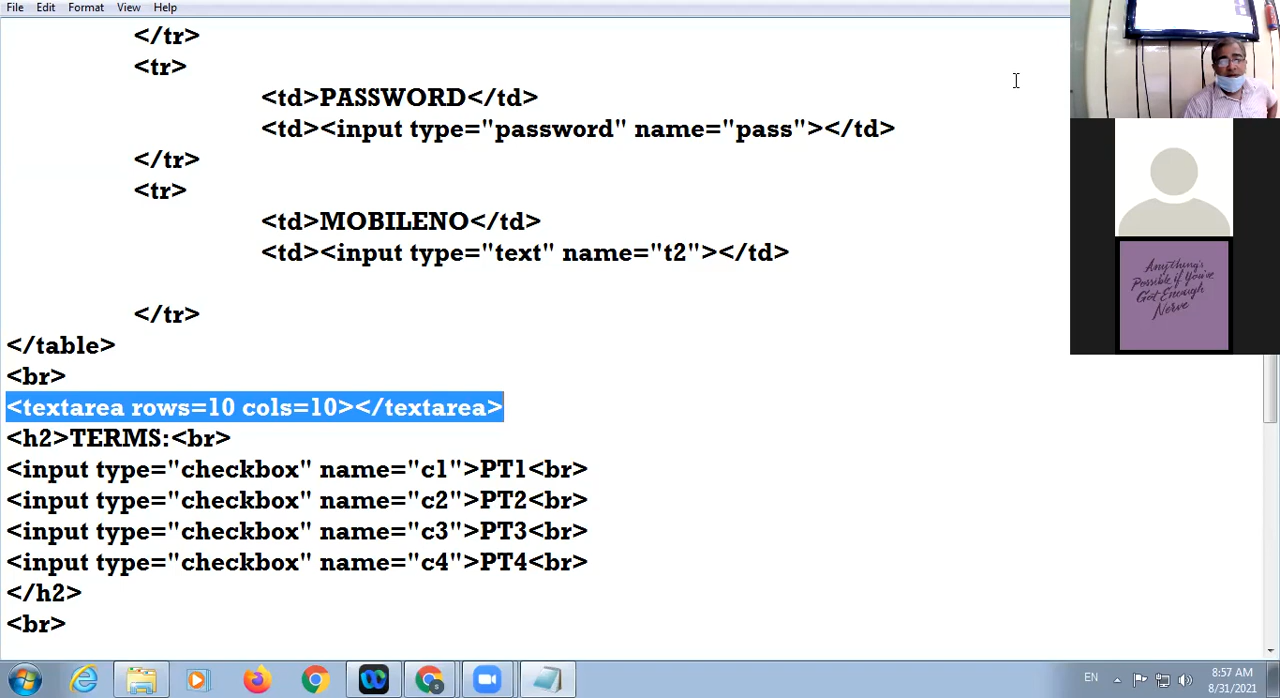 File Edit Format View Help
</tr>
<tr>
<td>PASSWORD</td>
<td><input type="password" name="pass"></td>
</tr>
<tr>
<td>MOBILENO</td>
<td><input type="text" name="t2"></td>
</tr>
</table>
<br>
<textarea rows=10 cols=10></textarea>
<h2>TERMS:<br>
<input type="checkbox" name="c1">PT1<br>
<input type="checkbox" name="c2">PT2<br>
<input type="checkbox" name="c3">PT3<br>
<input type="checkbox" name="c4">PT4<br>
</h2>
<br>
Anything's
Possible if You've
Got Enough
Nerve
EN
8:57 AM
8/31/2021